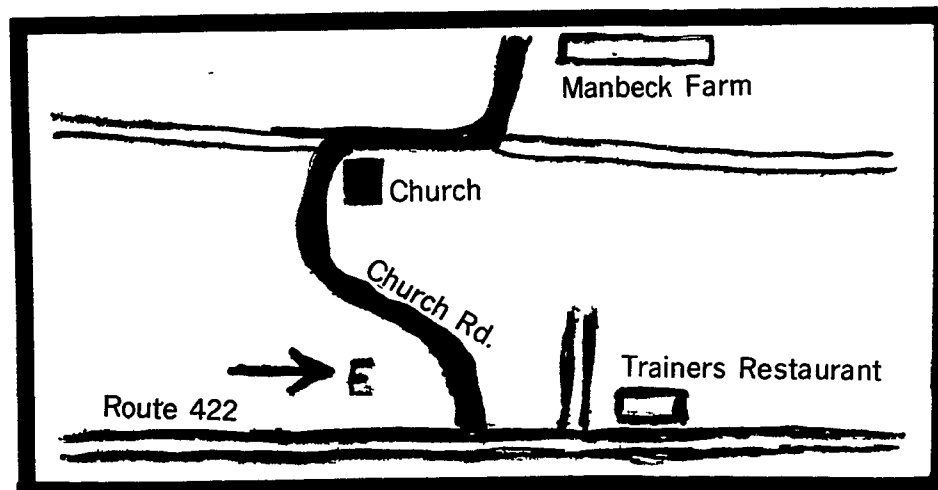 Manbeck Farm
Church
Church Rd.
Trainers Restaurant
E
Route 422